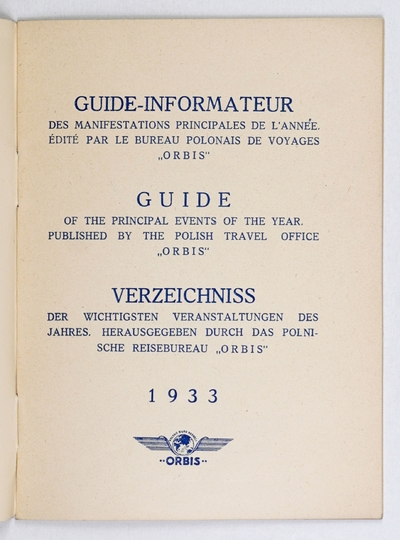 GUIDE-INFORMATEUR
DES MANIFESTATIONS PRINCIPALES DE L'ANNÉE.
ÉDITÉ PAR LE BUREAU POLONAIS DE VOYAGES
„ORBIS"
GUIDE
OF THE PRINCIPAL EVENTS OF THE YEAR.
PUBLISHED BY THE POLISH TRAVEL OFFICE
„ORBIS"
VERZEICHNISS
DER WICHTIGSTEN VERANSTALTUNGEN DES
JAHRES. HERAUSGEGEBEN DURCH DAS POLNI-
SCHE REISEBUREAU „ORBIS"
1933
ORBIS